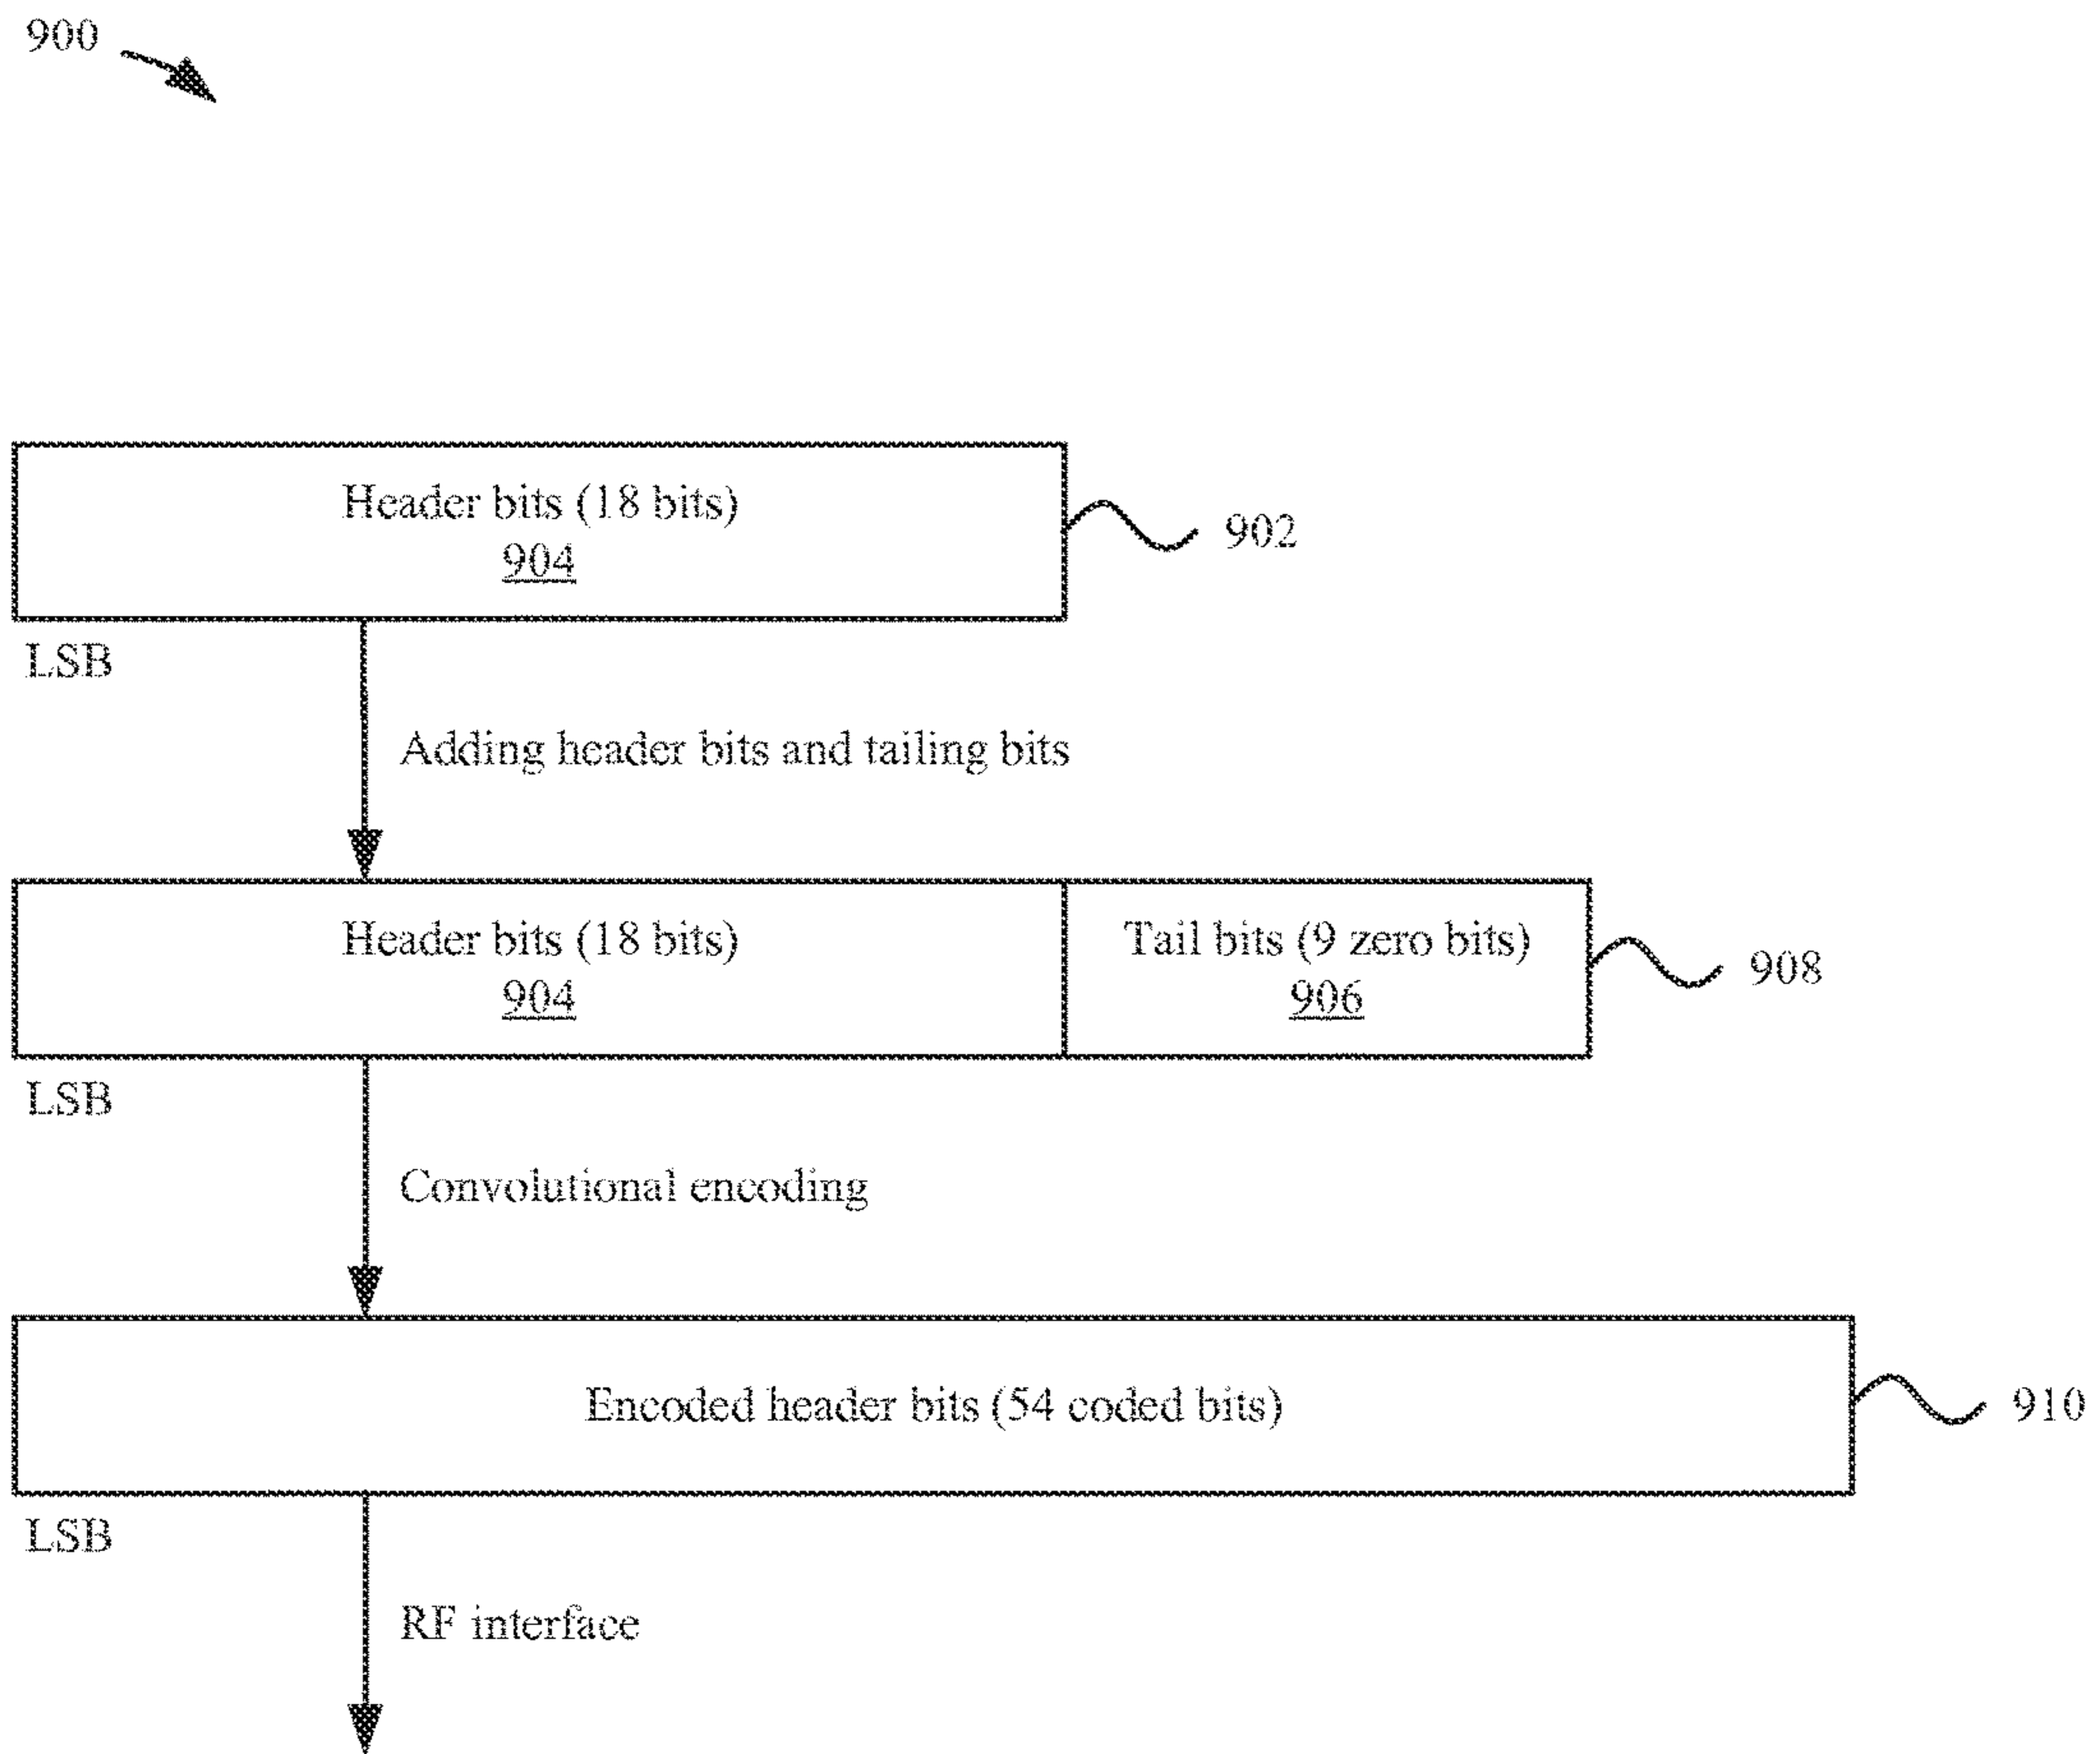 900
Header bits (18 bits)
904
902
LSB
Adding header bits and tailing bits
Header bits (18 bits)
904
Tail bits (9 zero bits)
906
908
LSB
Convolutional encoding
Encoded header bits (54 coded bits)
910
LSB
RF interface